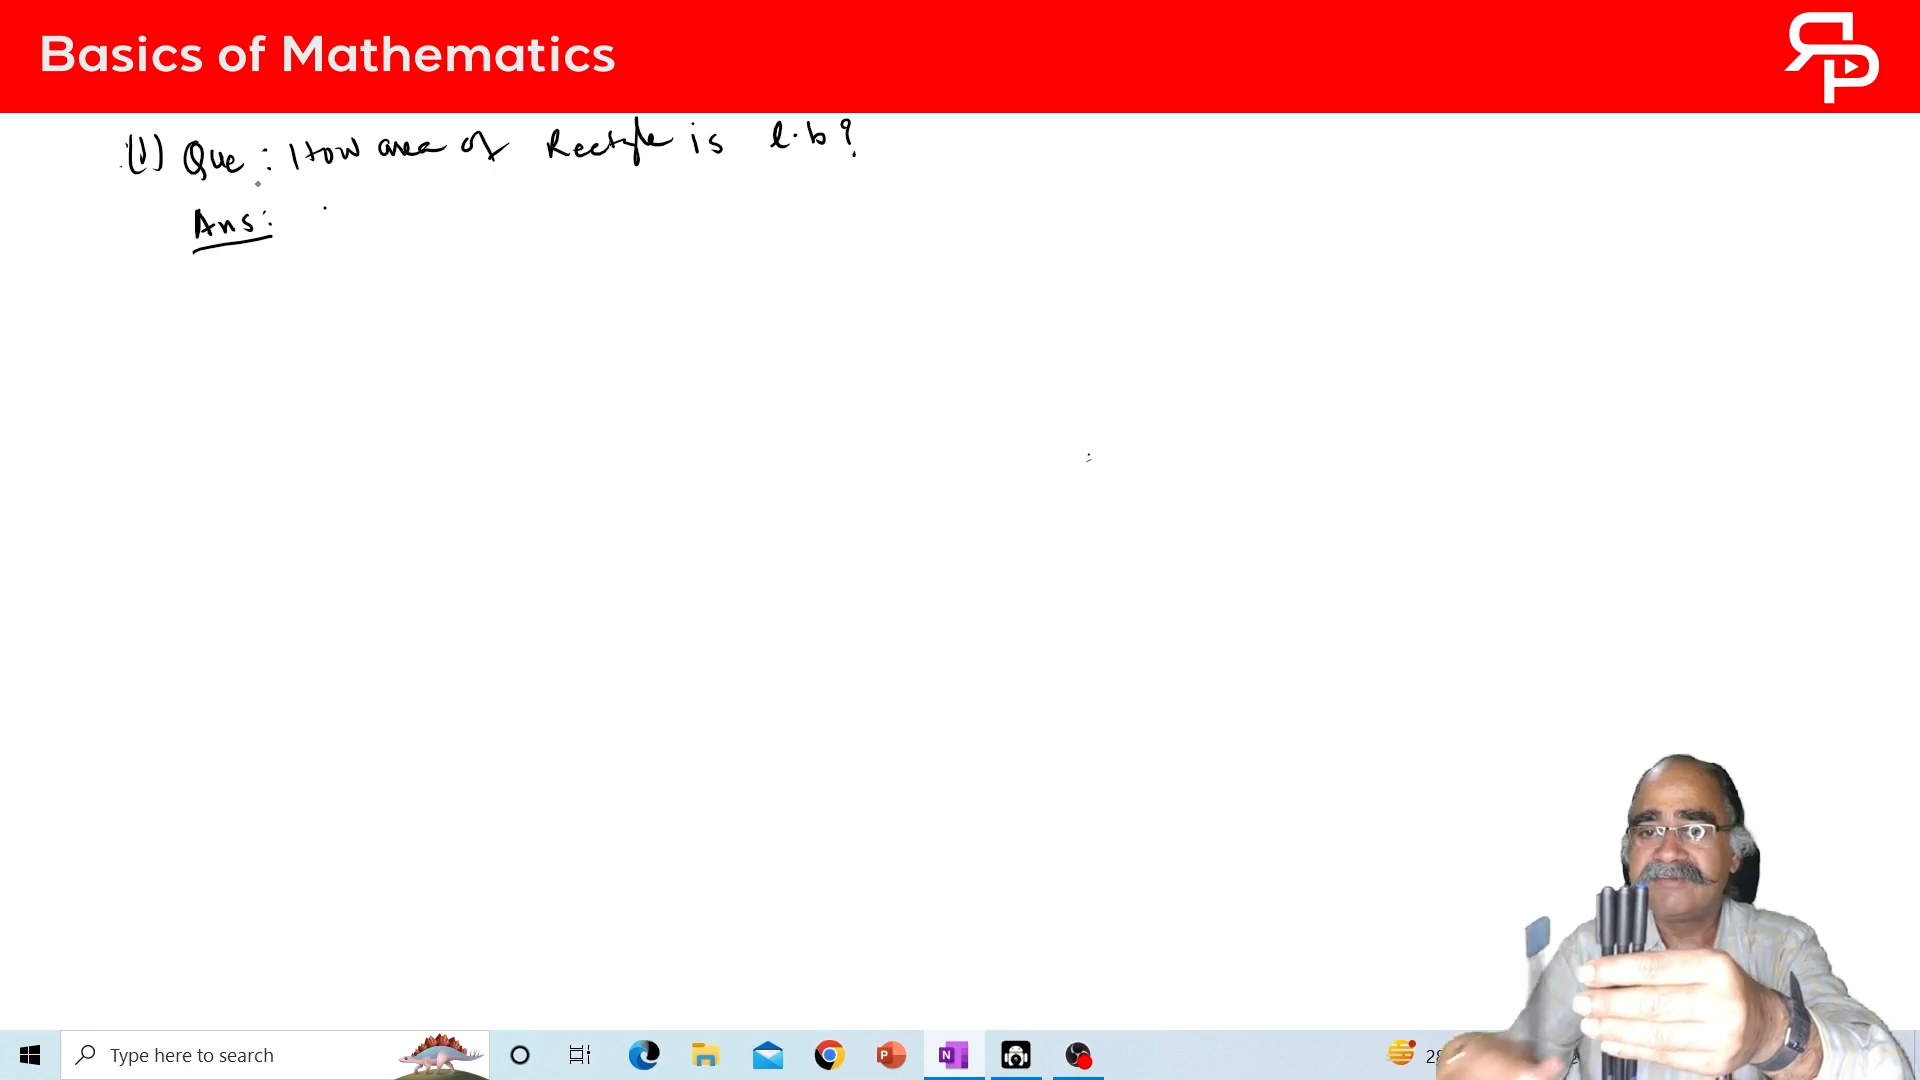 Basics of Mathematics
(1) Que: How area of Rectangle is l.b?
Ans:
Type here to search